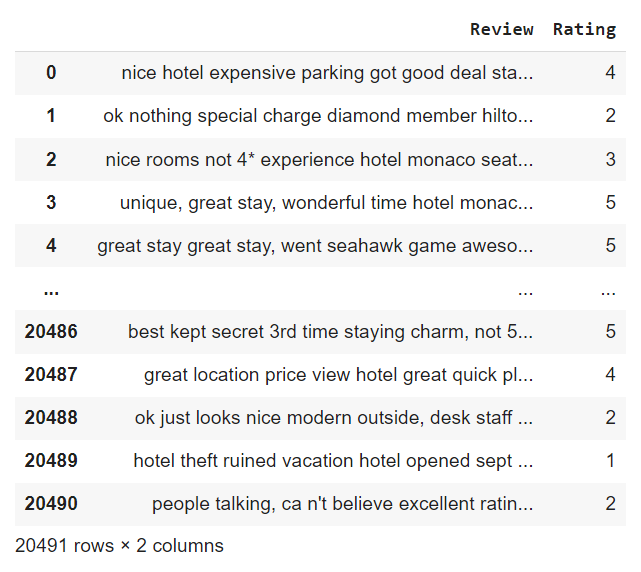 Review Rating
0 nice hotel expensive parking got good deal sta... 4
1 ok nothing special charge diamond member hilto... 2
2 nice rooms not 4* experience hotel monaco seat... 3
3 unique, great stay, wonderful time hotel monac... 5
4 great stay great stay, went seahawk game aweso... 5
... ... ...
20486 best kept secret 3rd time staying charm, not 5... 5
20487 great location price view hotel great quick pl... 4
20488 ok just looks nice modern outside, desk staff ... 2
20489 hotel theft ruined vacation hotel opened sept ... 1
20490 people talking, ca n't believe excellent ratin... 2
20491 rows × 2 columns